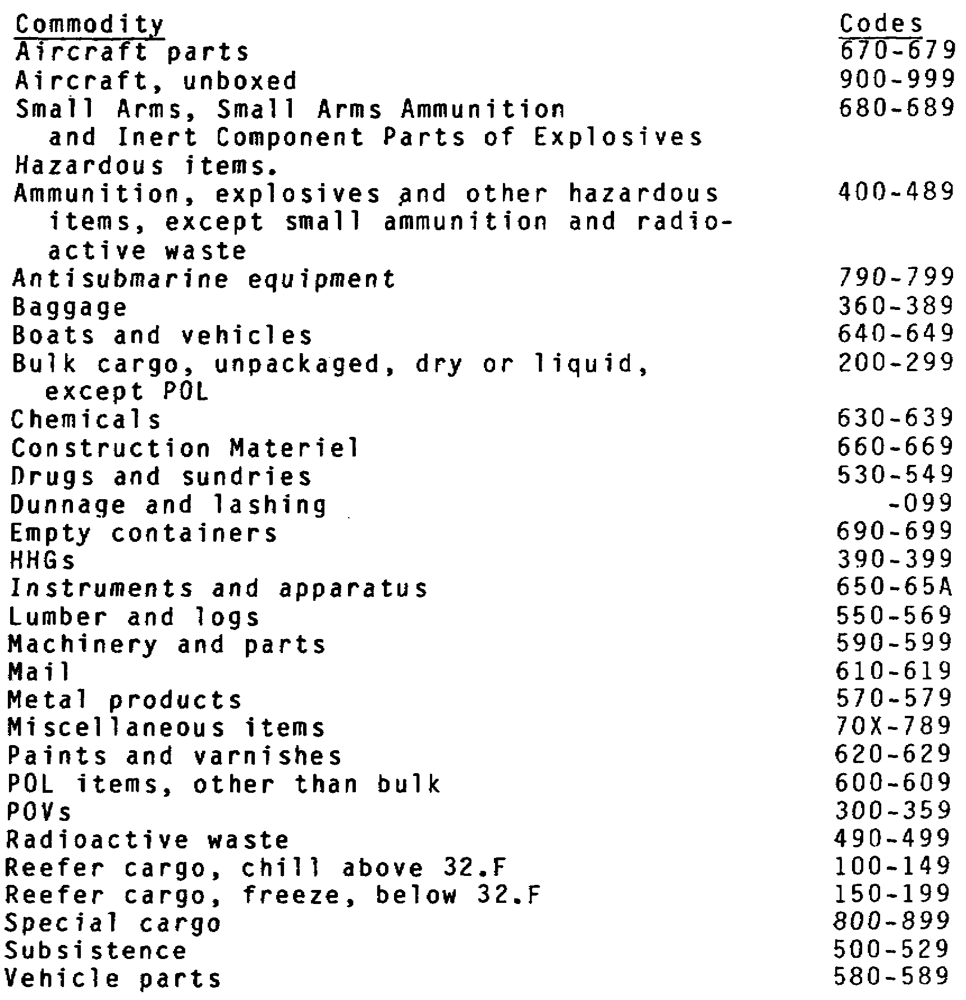 Commodity Codes
Aircraft parts 670-679
Aircraft, unboxed 900-999
Small Arms, Small Arms Ammunition 680-689
and Inert Component Parts of Explosives
Hazardous items.
Ammunition, explosives and other hazardous 400-489
items, except small ammunition and radio-
active waste
Antisubmarine equipment 790-799
Baggage 360-389
Boats and vehicles 640-649
Bulk cargo, unpackaged, dry or liquid, 200-299
except POL
Chemicals 630-639
Construction Materiel 660-669
Drugs and sundries 530-549
Dunnage and lashing -099
Empty containers 690-699
HHGs 390-399
Instruments and apparatus 650-65A
Lumber and logs 550-569
Machinery and parts 590-599
Mail 610-619
Metal products 570-579
Miscellaneous items 70X-789
Paints and varnishes 620-629
POL items, other than bulk 600-609
POVs 300-359
Radioactive waste 490-499
Reefer cargo, chill above 32.F 100-149
Reefer cargo, freeze, below 32.F 150-199
Special cargo 800-899
Subsistence 500-529
Vehicle parts 580-589